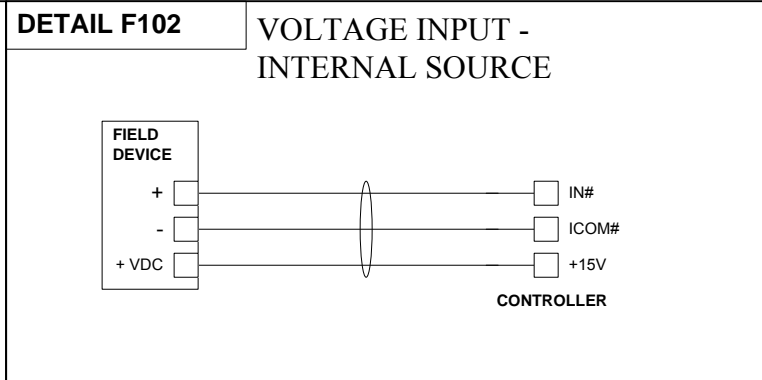 DETAIL F102
VOLTAGE INPUT -
INTERNAL SOURCE
FIELD
DEVICE
+
IN#
-
ICOM#
+ VDC
+15V
CONTROLLER